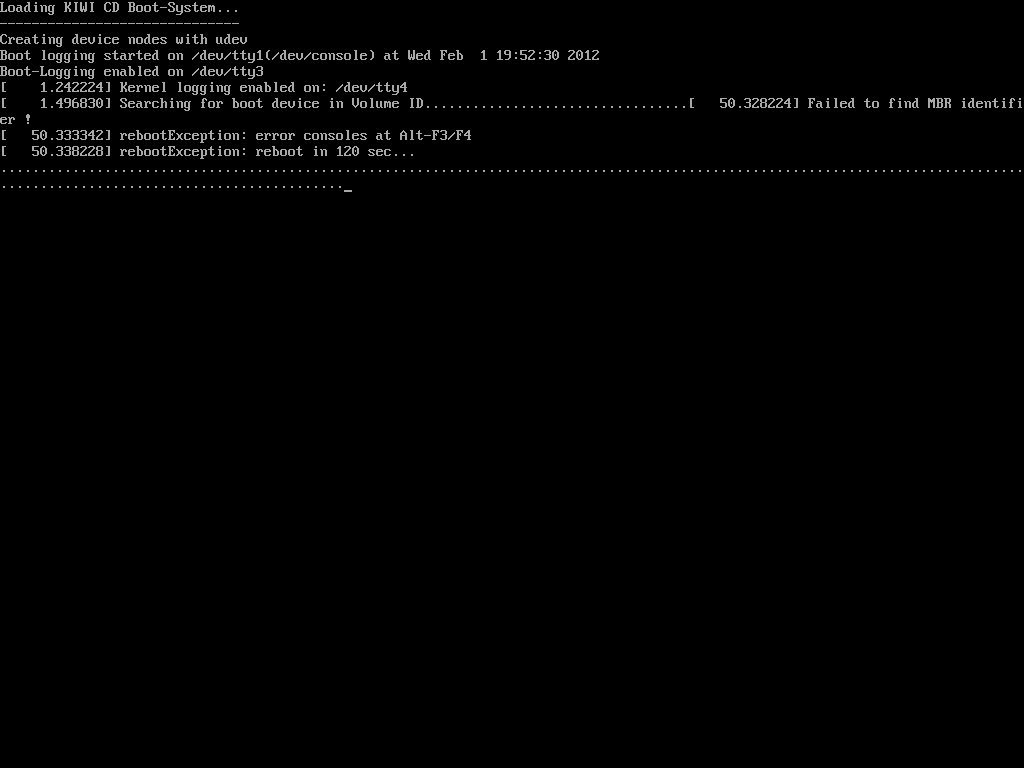 Loading KIWI CD Boot-System...
------------------------------
Creating device nodes with udev
Boot logging started on /dev/tty1(/dev/console) at Wed Feb  1 19:52:30 2012
Boot-Logging enabled on /dev/tty3
[    1.242224] Kernel logging enabled on: /dev/tty4
[    1.496830] Searching for boot device in Volume ID.................................[   50.328224] Failed to find MBR identifi
er !
[   50.333342] rebootException: error consoles at Alt-F3/F4
[   50.338228] rebootException: reboot in 120 sec...
................................................................................................................................
..........................................._